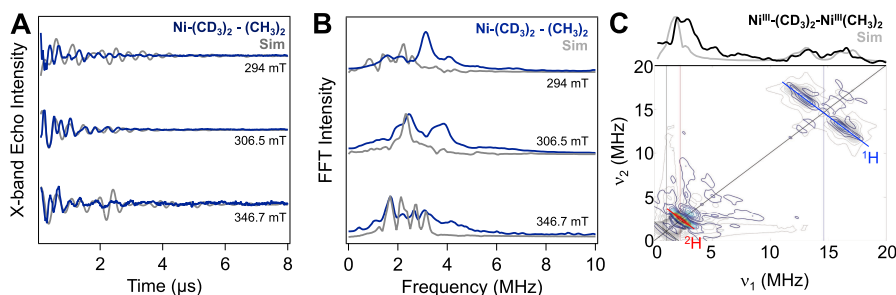 A
Ni-(CD₃)₂ - (CH₃)₂
Sim
294 mT
306.5 mT
346.7 mT
X-band Echo Intensity
2
4
6
8
Time (μs)
B
Ni-(CD₃)₂ - (CH₃)₂
Sim
294 mT
306.5 mT
346.7 mT
FFT Intensity
0
2
4
6
8
10
Frequency (MHz)
C
Niᴵᴵᴵ-(CD₃)₂-Niᴵᴵᴵ(CH₃)₂
Sim
20
15
10
5
0
ν₂ (MHz)
¹H
²H
0
5
10
15
20
ν₁ (MHz)